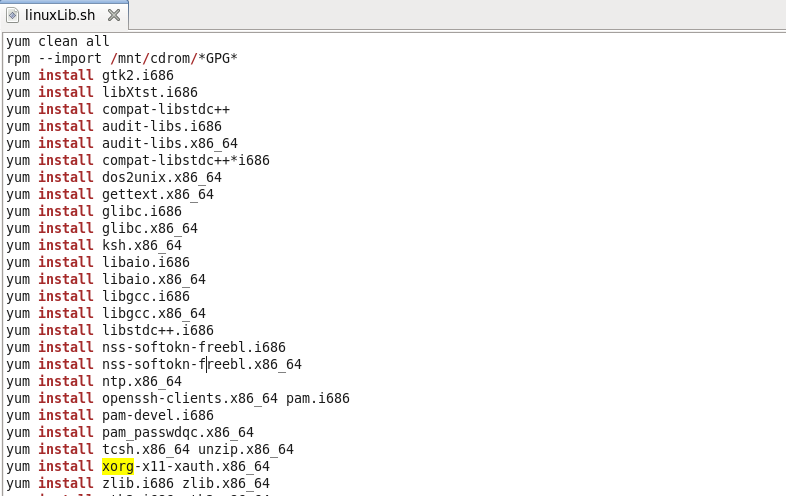 linuxLib.sh
yum clean all
rpm --import /mnt/cdrom/*GPG*
yum install gtk2.i686
yum install libXtst.i686
yum install compat-libstdc++
yum install audit-libs.i686
yum install audit-libs.x86_64
yum install compat-libstdc++*i686
yum install dos2unix.x86_64
yum install gettext.x86_64
yum install glibc.i686
yum install glibc.x86_64
yum install ksh.x86_64
yum install libaio.i686
yum install libaio.x86_64
yum install libgcc.i686
yum install libgcc.x86_64
yum install libstdc++.i686
yum install nss-softokn-freebl.i686
yum install nss-softokn-freebl.x86_64
yum install ntp.x86_64
yum install openssh-clients.x86_64 pam.i686
yum install pam-devel.i686
yum install pam_passwdqc.x86_64
yum install tcsh.x86_64 unzip.x86_64
yum install xorg-x11-xauth.x86_64
yum install zlib.i686 zlib.x86_64